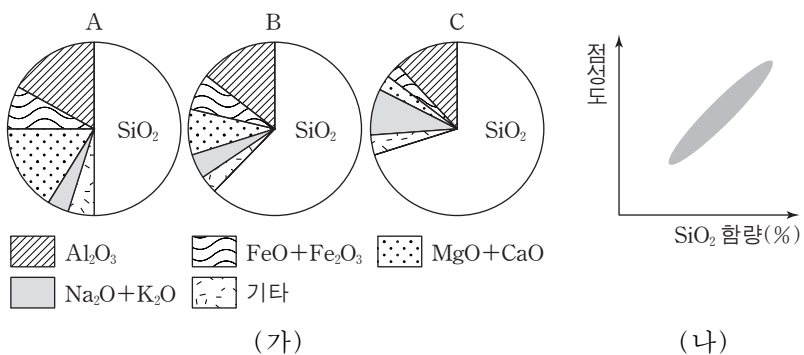 A
B
C
SiO₂
SiO₂
SiO₂
Al₂O₃
FeO+Fe₂O₃
MgO+CaO
Na₂O+K₂O
기타
(가)
점성도
SiO₂ 함량(%)
(나)